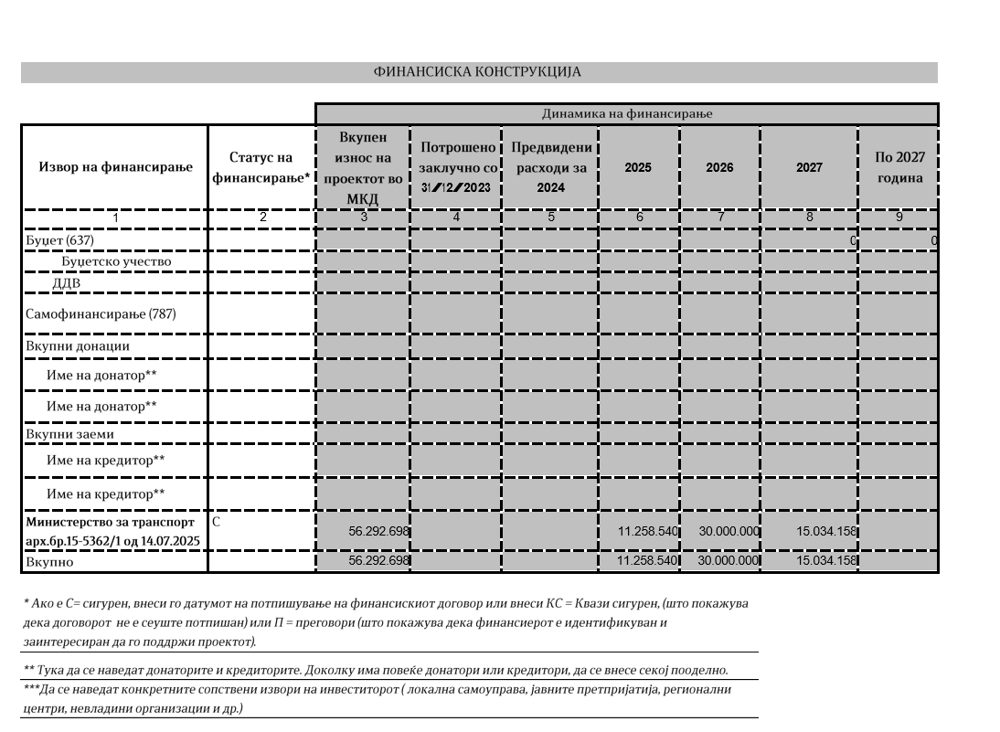 ФИНАНСИСКА КОНСТРУКЦИЈА
Динамика на финансирање
Извор на финансирање
Статус на
финансирање*
Вкупен
износ на
проектот во
МКД
Потрошено
заклучно со
31/12/2023
Предвидени
расходи за
2024
2025
2026
2027
По 2027
година
1 2 3 4 5 6 7 8 9
Буџет (637) 0 0
Буџетско учество
ДДВ
Самофинансирање (787)
Вкупни донации
Име на донатор**
Име на донатор**
Вкупни заеми
Име на кредитор**
Име на кредитор**
Министерство за транспорт
арх.бр.15-5362/1 од 14.07.2025
С
56.292.698 11.258.540 30.000.000 15.034.158
Вкупно 56.292.698 11.258.540 30.000.000 15.034.158
* Ако е С= сигурен, внеси го датумот на потпишување на финансискиот договор или внеси КС = Квази сигурен, (што покажува
дека договорот не е сеуште потпишан) или П = преговори (што покажува дека финансиерот е идентификуван и
заинтересиран да го поддржи проектот).
** Тука да се наведат донаторите и кредиторите. Доколку има повеќе донатори или кредитори, да се внесе секој пооделно.
***Да се наведат конкретните сопствени извори на инвеститорот ( локална самоуправа, јавните претпријатија, регионални
центри, невладини организации и др.)